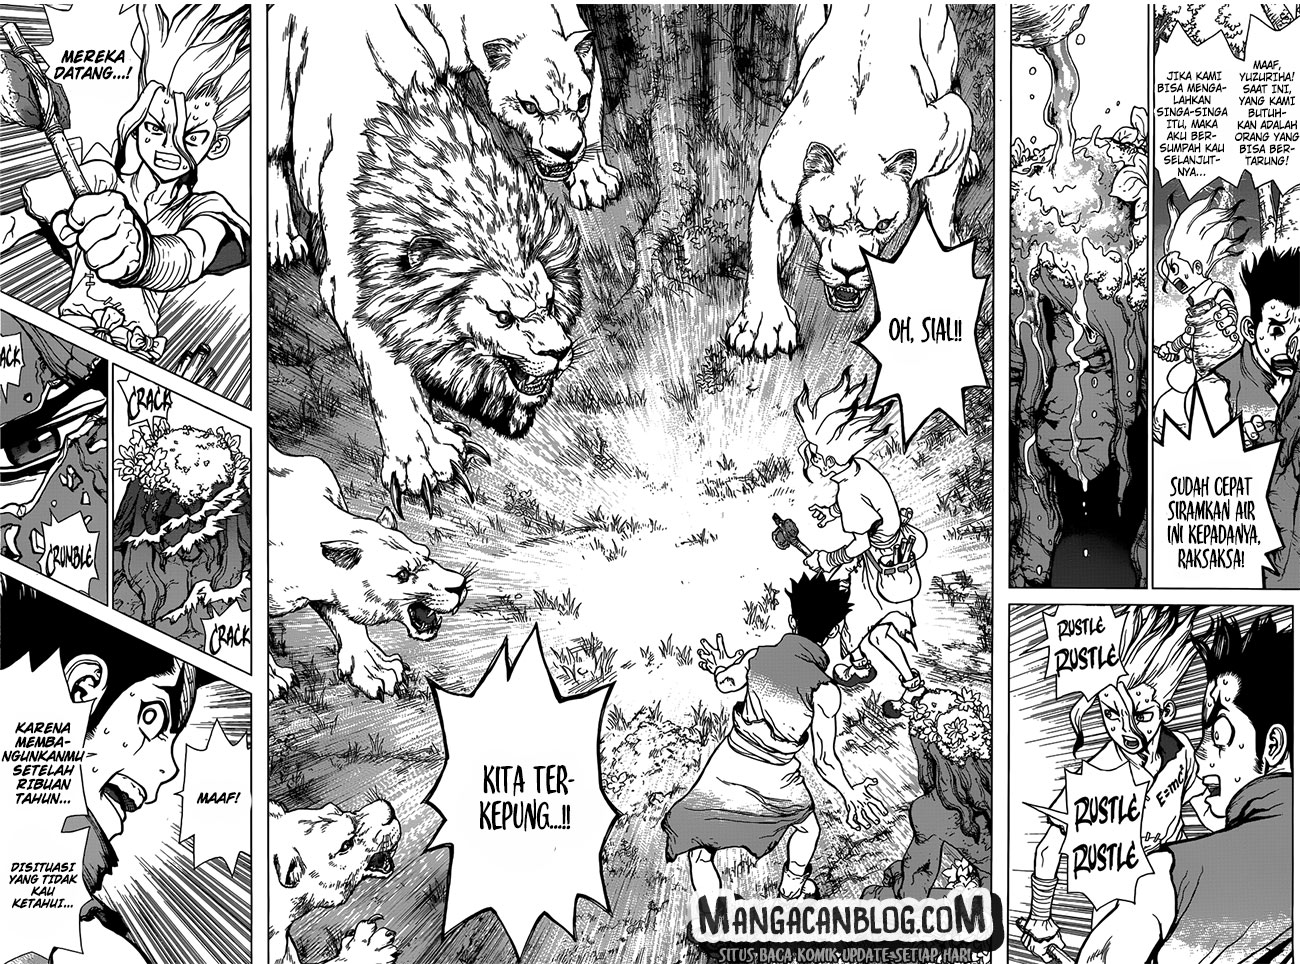 MAAF,
YUZURIHA!
SAAT INI,
YANG KAMI
BUTUH-
KAN ADALAH
ORANG YANG
BISA BER-
TARUNG!
JIKA KAMI
BISA MENGA-
LAHKAN
SINGA-SINGA
ITU, MAKA
AKU BER-
SUMPAH KAU
SELANJUT-
NYA...
SUDAH CEPAT
SIRAMKAN AIR
INI KEPADANYA,
RAKSAKSA!
RUSTLE
RUSTLE
E=mc²
RUSTLE
RUSTLE
OH, SIAL!!
KITA TER-
KEPUNG...!!
MEREKA
DATANG...!
CRACK
CRACK
CRUMBLE
CRACK
MAAF!
KARENA
MEMBA-
NGUNKANMU
SETELAH
RIBUAN
TAHUN...
DISITUASI
YANG TIDAK
KAU
KETAHUI...
MANGACANBLOG.COM
SITUS BACA KOMIK UPDATE SETIAP HARI